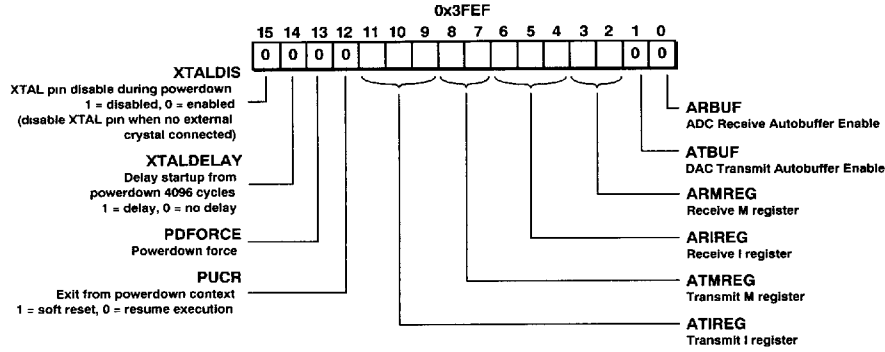 0x3FEF
15 14 13 12 11 10 9 8 7 6 5 4 3 2 1 0
0 0 0 0 0 0
XTALDIS
XTAL pin disable during powerdown
1 = disabled, 0 = enabled
(disable XTAL pin when no external
crystal connected)
XTALDELAY
Delay startup from
powerdown 4096 cycles
1 = delay, 0 = no delay
PDFORCE
Powerdown force
PUCR
Exit from powerdown context
1 = soft reset, 0 = resume execution
ARBUF
ADC Receive Autobuffer Enable
ATBUF
DAC Transmit Autobuffer Enable
ARMREG
Receive M register
ARIREG
Receive I register
ATMREG
Transmit M register
ATIREG
Transmit I register